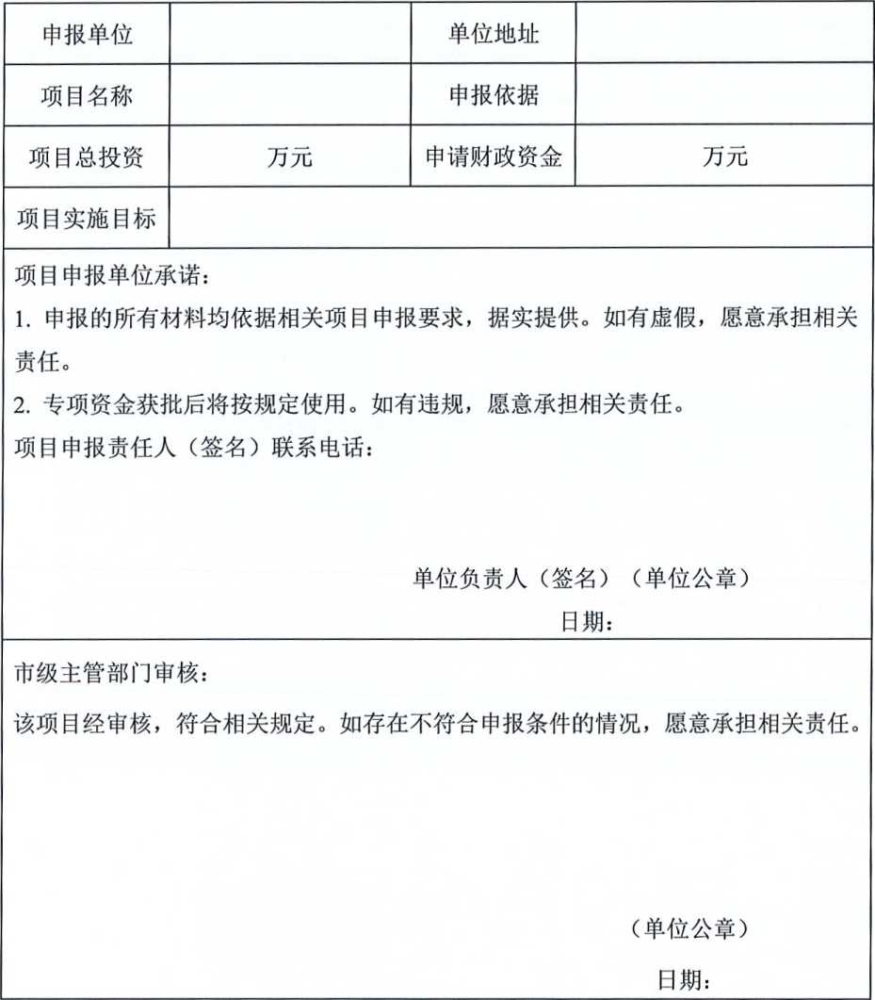 申报单位 单位地址
项目名称 申报依据
项目总投资 万元 申请财政资金 万元
项目实施目标
项目申报单位承诺：
1. 申报的所有材料均依据相关项目申报要求，据实提供。如有虚假，愿意承担相关
责任。
2. 专项资金获批后将按规定使用。如有违规，愿意承担相关责任。
项目申报责任人（签名）联系电话：
单位负责人（签名）（单位公章）
日期：
市级主管部门审核：
该项目经审核，符合相关规定。如存在不符合申报条件的情况，愿意承担相关责任。
（单位公章）
日期：